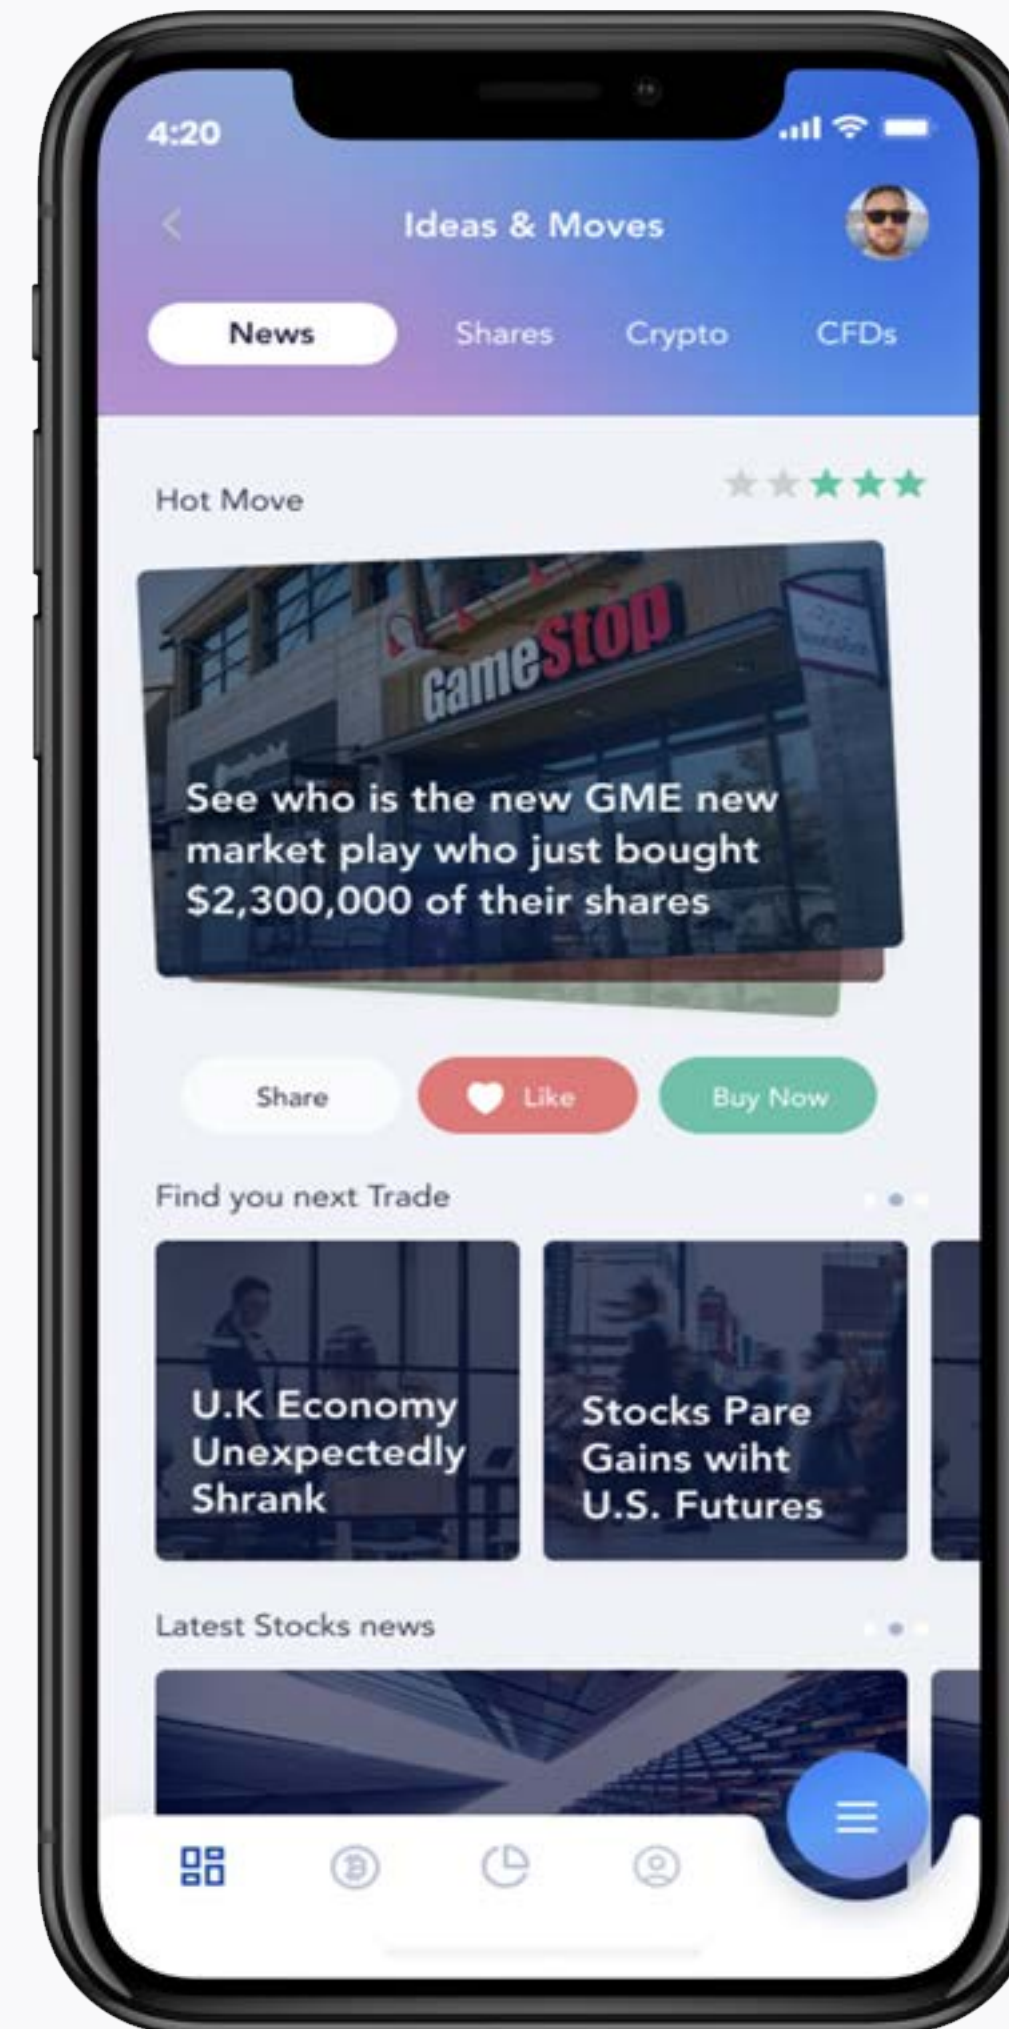 4:20
Ideas & Moves
News Shares Crypto CFDs
Hot Move
GameStop
See who is the new GME new
market play who just bought
$2,300,000 of their shares
Share Like Buy Now
Find you next Trade
U.K Economy
Unexpectedly
Shrank
Stocks Pare
Gains wiht
U.S. Futures
Latest Stocks news